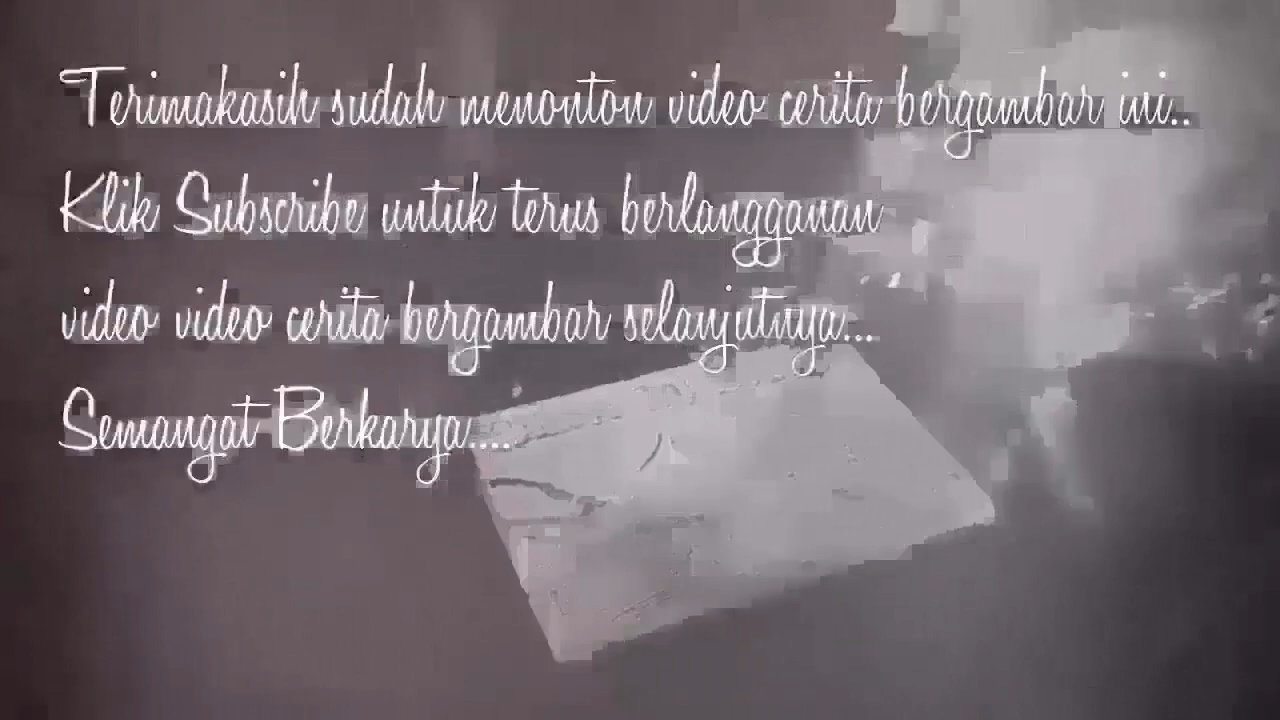 Terimakasih sudah menonton video cerita bergambar ini..
Klik Subscribe untuk terus berlangganan
video video cerita bergambar selanjutnya...
Semangat Berkarya....